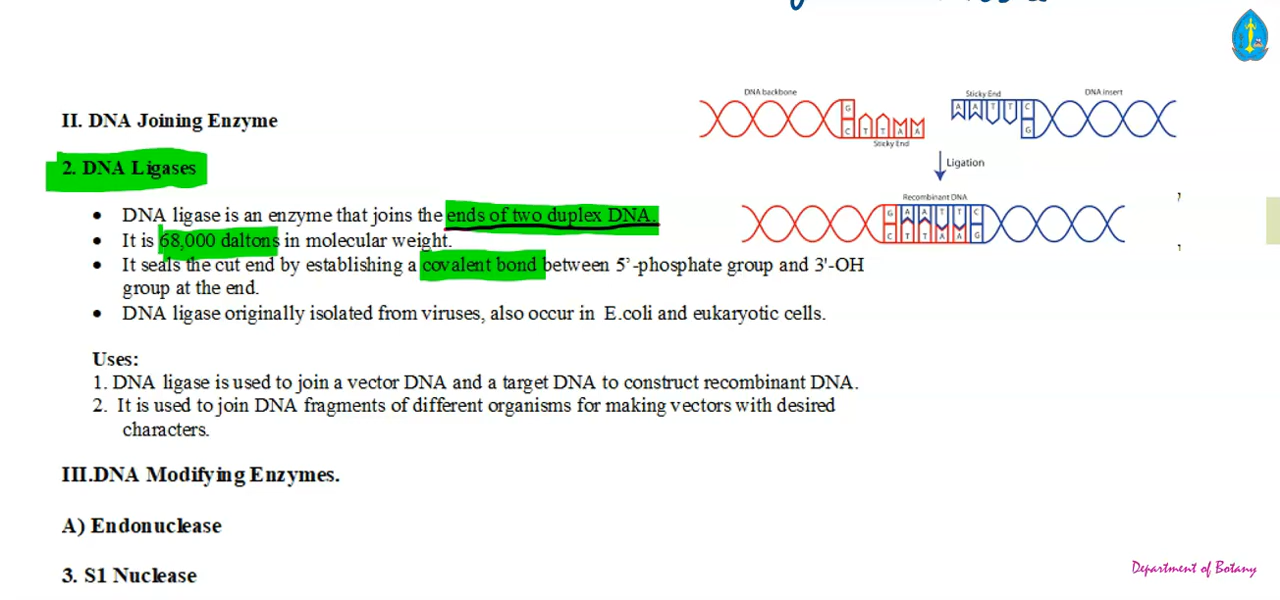 DNA backbone
Sticky End
DNA insert
G
A A T T C
C T T A A
G
Sticky End
Ligation
II. DNA Joining Enzyme
2. DNA Ligases
Recombinant DNA
G A A T T C
C T T A A G
• DNA ligase is an enzyme that joins the ends of two duplex DNA.
• It is 68,000 daltons in molecular weight.
• It seals the cut end by establishing a covalent bond between 5'-phosphate group and 3'-OH
group at the end.
• DNA ligase originally isolated from viruses, also occur in E.coli and eukaryotic cells.
Uses:
1. DNA ligase is used to join a vector DNA and a target DNA to construct recombinant DNA.
2. It is used to join DNA fragments of different organisms for making vectors with desired
characters.
III.DNA Modifying Enzymes.
A) Endonuclease
3. S1 Nuclease
Department of Botany